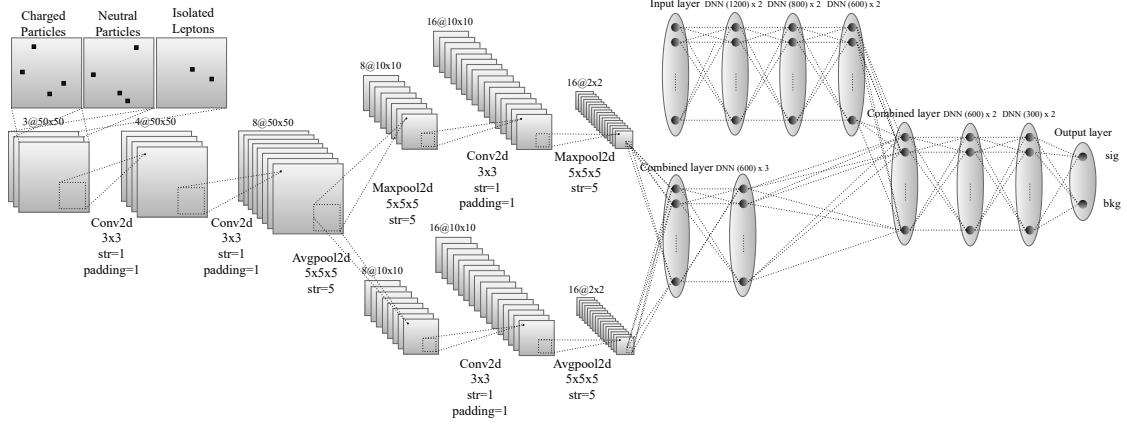 Charged
Particles
Neutral
Particles
Isolated
Leptons
3@50x50
4@50x50
8@50x50
Conv2d
3x3
str=1
padding=1
Conv2d
3x3
str=1
padding=1
Avgpool2d
5x5x5
str=5
8@10x10
16@10x10
16@2x2
Maxpool2d
5x5x5
str=5
Conv2d
3x3
str=1
padding=1
Maxpool2d
5x5x5
str=5
8@10x10
16@10x10
16@2x2
Conv2d
3x3
str=1
padding=1
Avgpool2d
5x5x5
str=5
Input layer DNN (1200) x 2 DNN (800) x 2 DNN (600) x 2
Combined layer DNN (600) x 3
Combined layer DNN (600) x 2 DNN (300) x 2
Output layer
sig
bkg